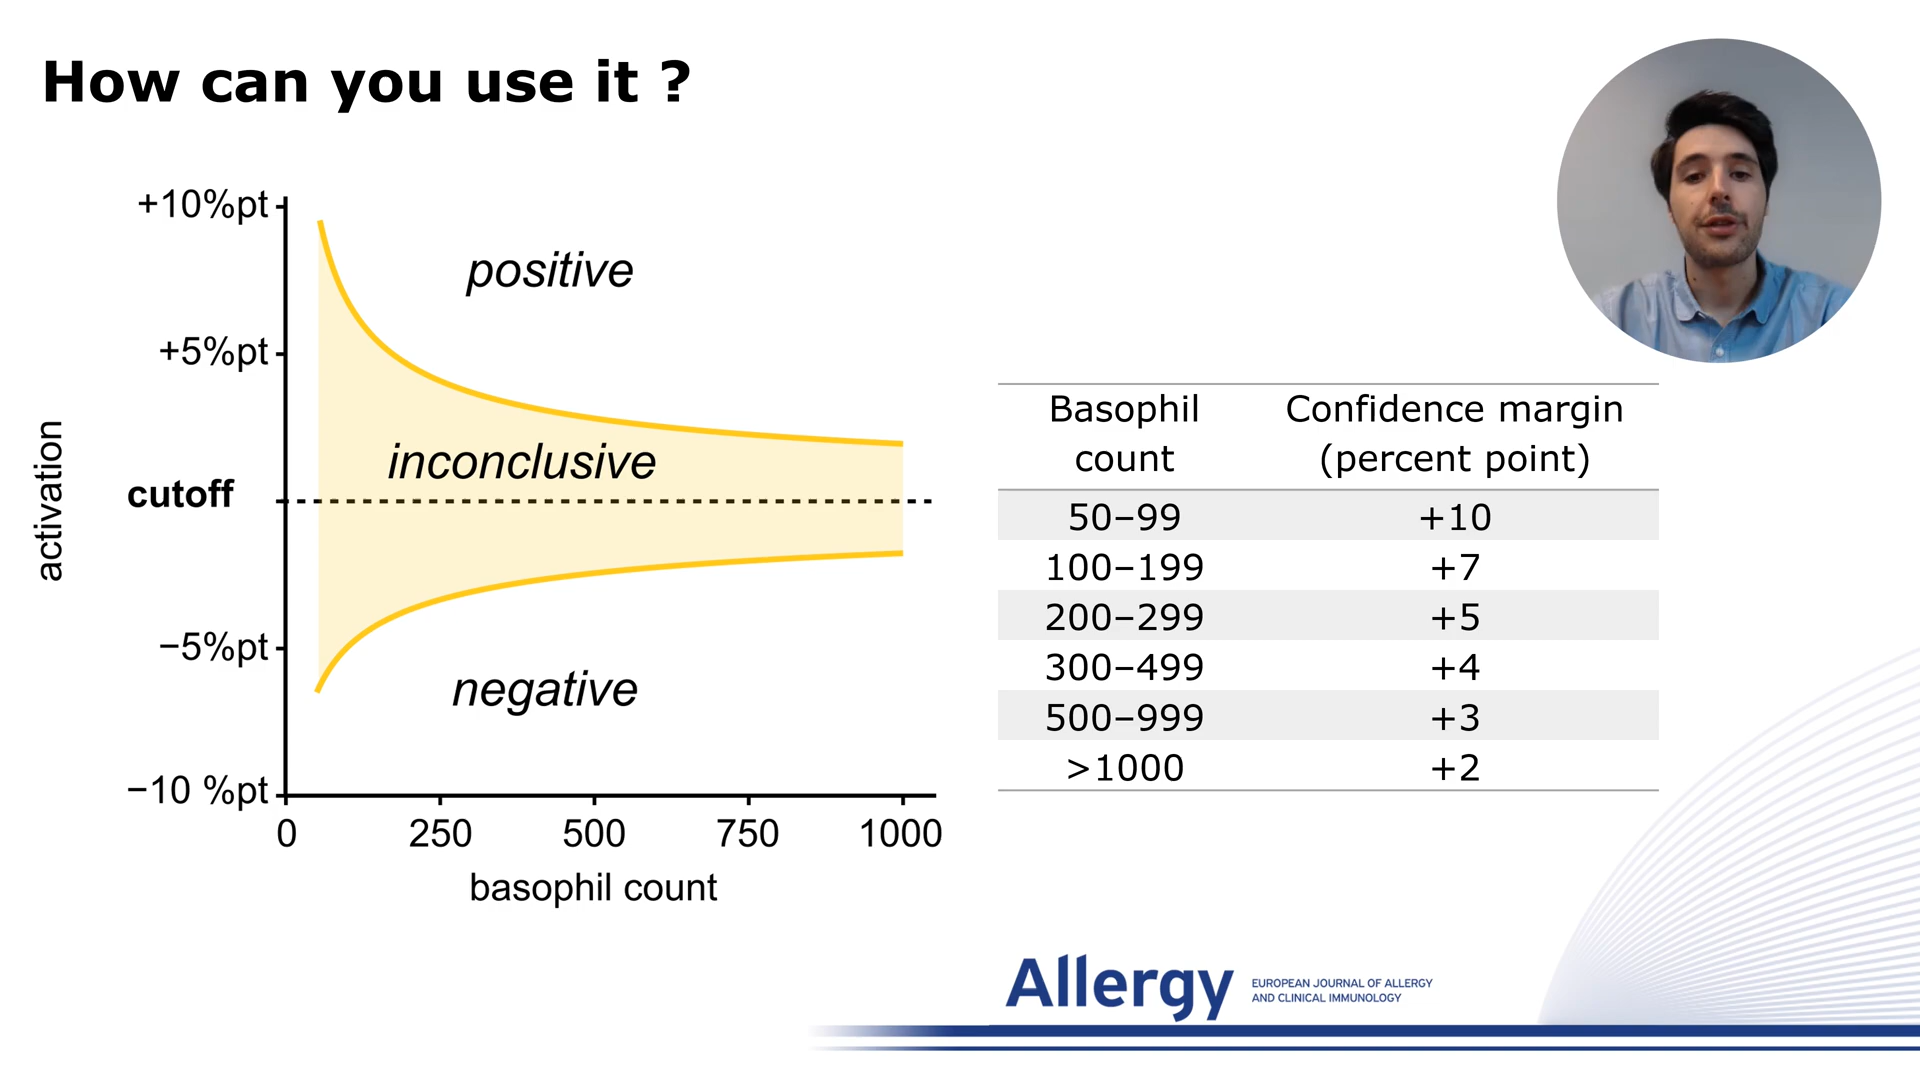 How can you use it ?
+10%pt
positive
+5%pt
inconclusive
cutoff
activation
−5%pt
negative
−10 %pt
0 250 500 750 1000
basophil count
Basophil count Confidence margin (percent point)
50–99 +10
100–199 +7
200–299 +5
300–499 +4
500–999 +3
>1000 +2
Allergy
EUROPEAN JOURNAL OF ALLERGY
AND CLINICAL IMMUNOLOGY